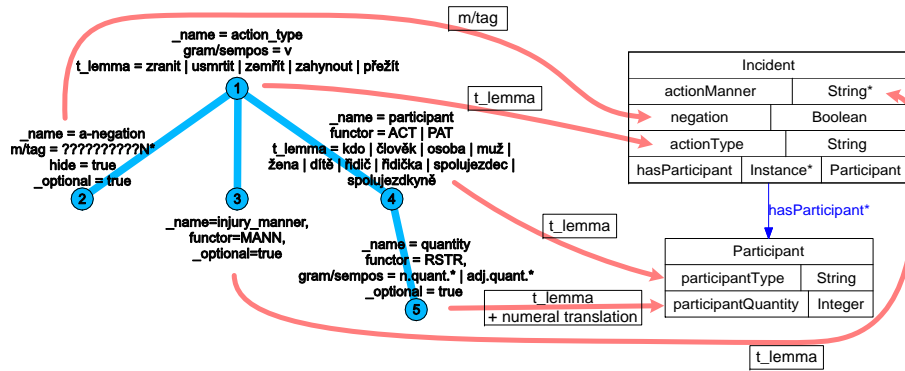 m/tag
_name = action_type
gram/sempos = v
t_lemma = zranit | usmrtit | zemřít | zahynout | přežít
1
t_lemma
Incident
actionManner String*
negation Boolean
actionType String
hasParticipant Instance* Participant
_name = a-negation
m/tag = ??????????N*
hide = true
_optional = true
2
_name = participant
functor = ACT | PAT
t_lemma = kdo | člověk | osoba | muž |
žena | dítě | řidič | řidička | spolujezdec |
spolujezdkyně
3
4
_name=injury_manner,
functor=MANN,
_optional=true
hasParticipant*
t_lemma
_name = quantity
functor = RSTR,
gram/sempos = n.quant.* | adj.quant.*
_optional = true
5
Participant
participantType String
participantQuantity Integer
t_lemma
+ numeral translation
t_lemma